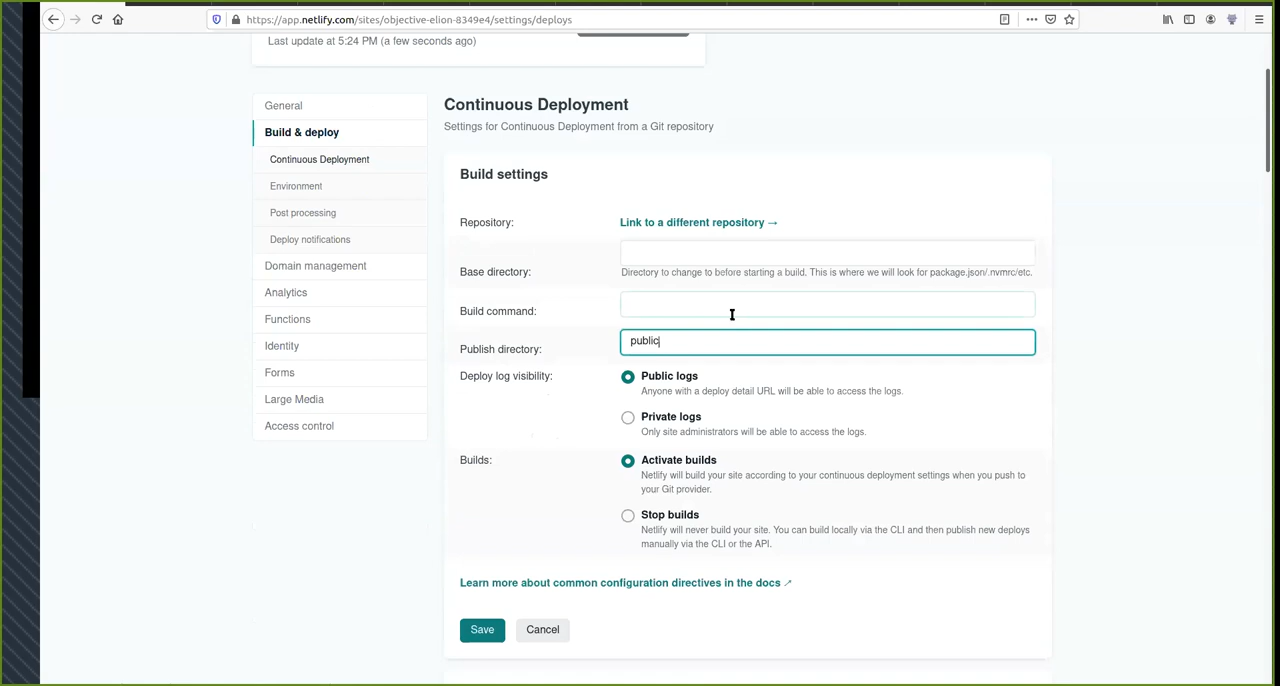 https://app.netlify.com/sites/objective-elion-8349e4/settings/deploys
Last update at 5:24 PM (a few seconds ago)
General
Build & deploy
Continuous Deployment
Environment
Post processing
Deploy notifications
Domain management
Analytics
Functions
Identity
Forms
Large Media
Access control
Continuous Deployment
Settings for Continuous Deployment from a Git repository
Build settings
Repository:
Link to a different repository →
Base directory:
Directory to change to before starting a build. This is where we will look for package.json/.nvmrc/etc.
Build command:
Publish directory:
public
Deploy log visibility:
Public logs
Anyone with a deploy detail URL will be able to access the logs.
Private logs
Only site administrators will be able to access the logs.
Builds:
Activate builds
Netlify will build your site according to your continuous deployment settings when you push to
your Git provider.
Stop builds
Netlify will never build your site. You can build locally via the CLI and then publish new deploys
manually via the CLI or the API.
Learn more about common configuration directives in the docs ↗
Save
Cancel